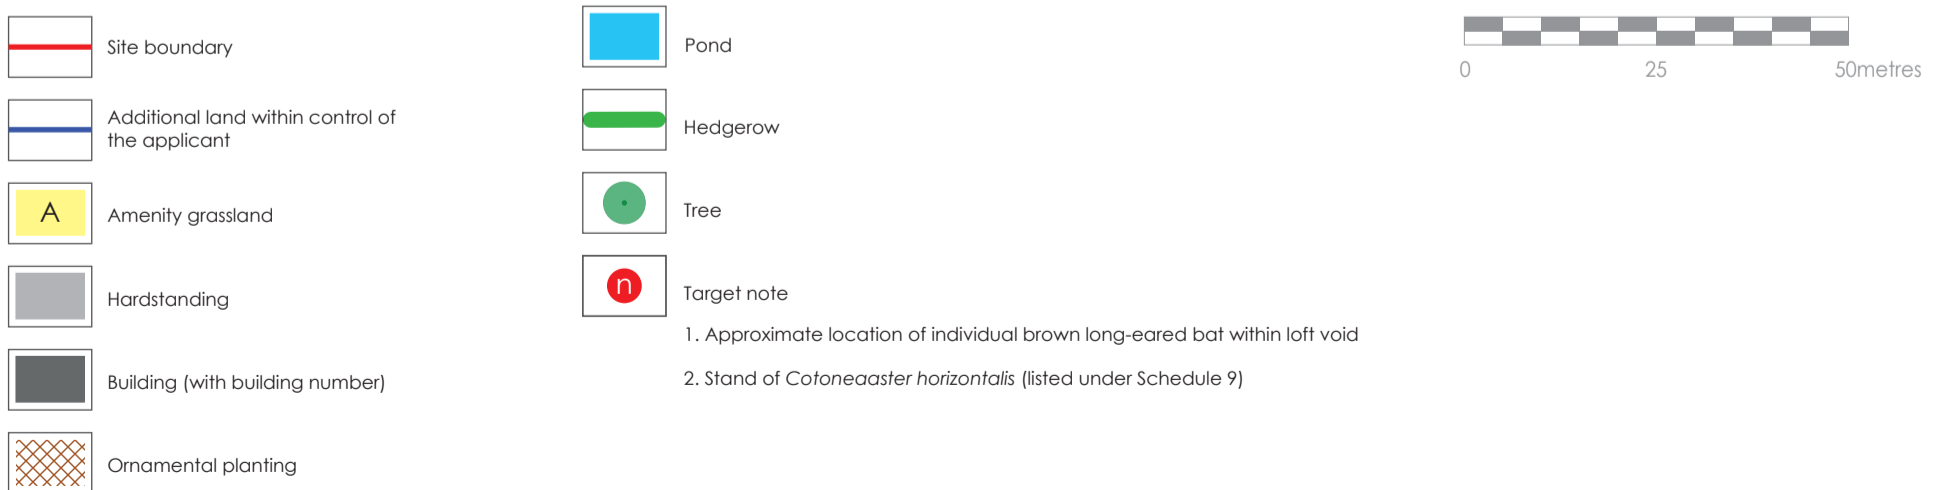 Site boundary
Additional land within control of
the applicant
A
Amenity grassland
Hardstanding
Building (with building number)
Ornamental planting
Pond
Hedgerow
Tree
n
Target note
1. Approximate location of individual brown long-eared bat within loft void
2. Stand of Cotoneaaster horizontalis (listed under Schedule 9)
0 25 50metres